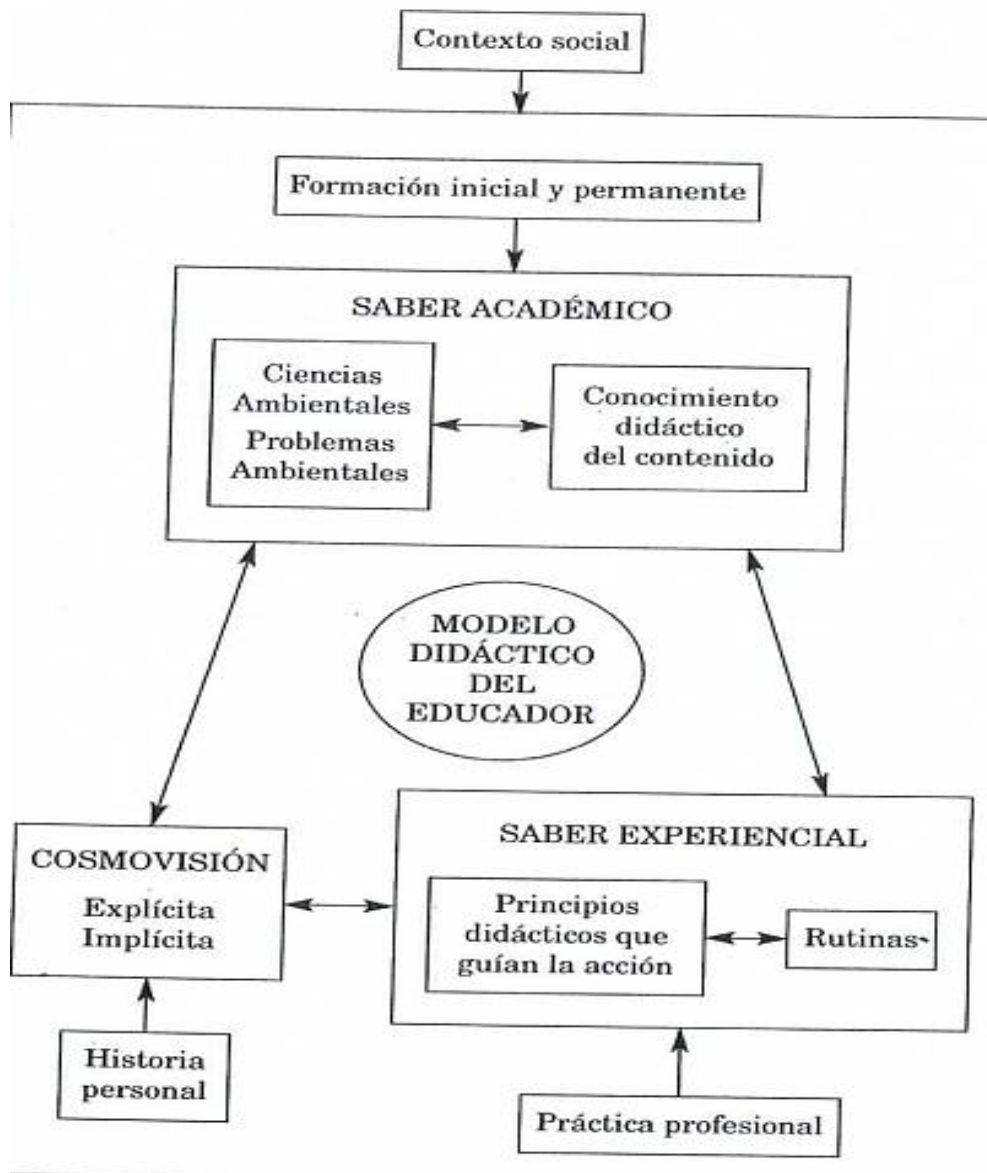 Contexto social
Formación inicial y permanente
SABER ACADÉMICO
Ciencias
Ambientales
Problemas
Ambientales
Conocimiento
didáctico
del contenido
MODELO
DIDÁCTICO
DEL
EDUCADOR
COSMOVISIÓN
Explícita
Implícita
SABER EXPERIENCIAL
Principios
didácticos que
guían la acción
Rutinas
Historia
personal
Práctica profesional